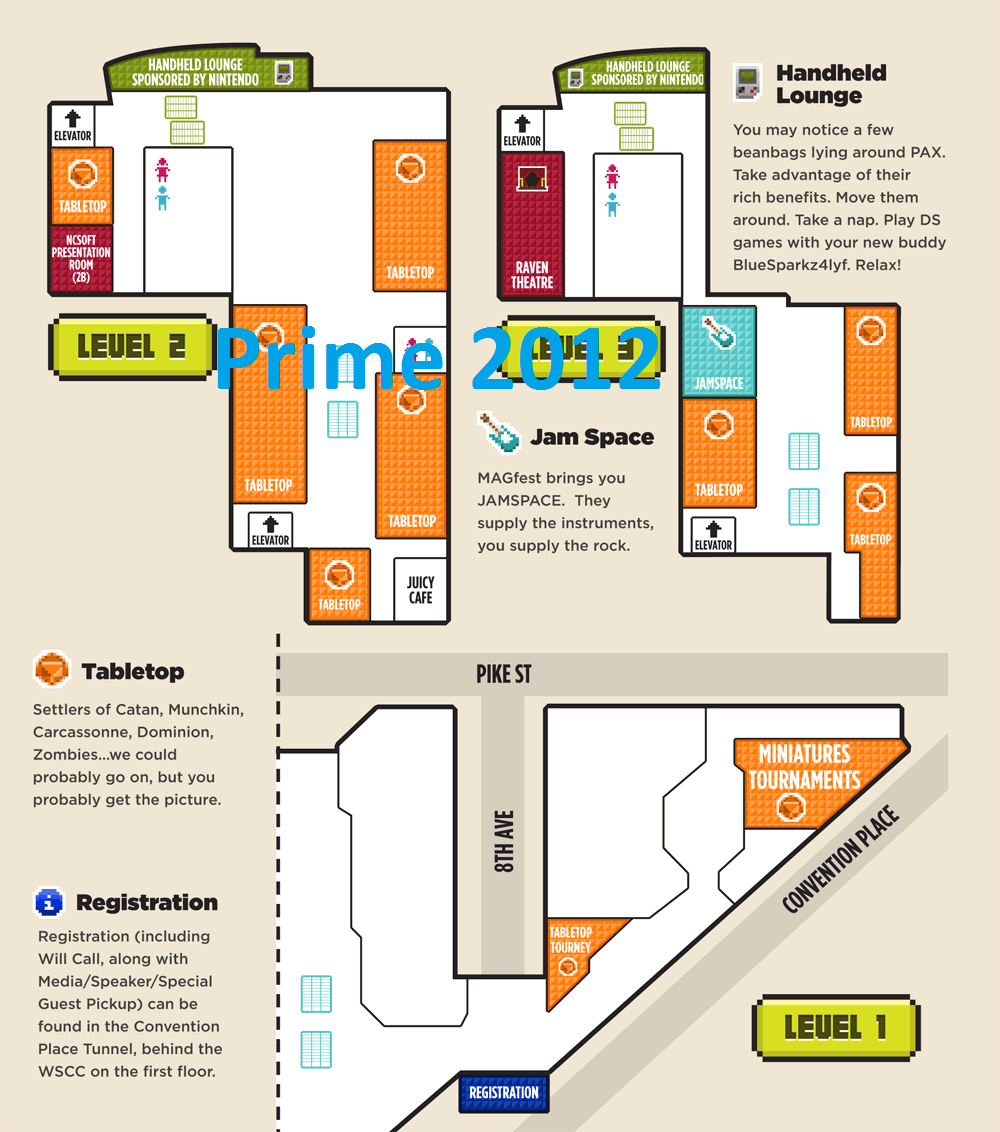 HANDHELD LOUNGE
SPONSORED BY NINTENDO
ELEVATOR
TABLETOP
NCSOFT
PRESENTATION
ROOM
(2B)
TABLETOP
LEVEL 2
TABLETOP
TABLETOP
ELEVATOR
TABLETOP
JUICY
CAFE
HANDHELD LOUNGE
SPONSORED BY NINTENDO
ELEVATOR
RAVEN
THEATRE
LEVEL 3
JAMSPACE
TABLETOP
TABLETOP
TABLETOP
ELEVATOR
Prime 2012
Handheld
Lounge
You may notice a few
beanbags lying around PAX.
Take advantage of their
rich benefits. Move them
around. Take a nap. Play DS
games with your new buddy
BlueSparkz4lyf. Relax!
Jam Space
MAGfest brings you
JAMSPACE. They
supply the instruments,
you supply the rock.
Tabletop
Settlers of Catan, Munchkin,
Carcassonne, Dominion,
Zombies...we could
probably go on, but you
probably get the picture.
Registration
Registration (including
Will Call, along with
Media/Speaker/Special
Guest Pickup) can be
found in the Convention
Place Tunnel, behind the
WSCC on the first floor.
PIKE ST
8TH AVE
MINIATURES
TOURNAMENTS
CONVENTION PLACE
TABLETOP
TOURNEY
LEVEL 1
REGISTRATION